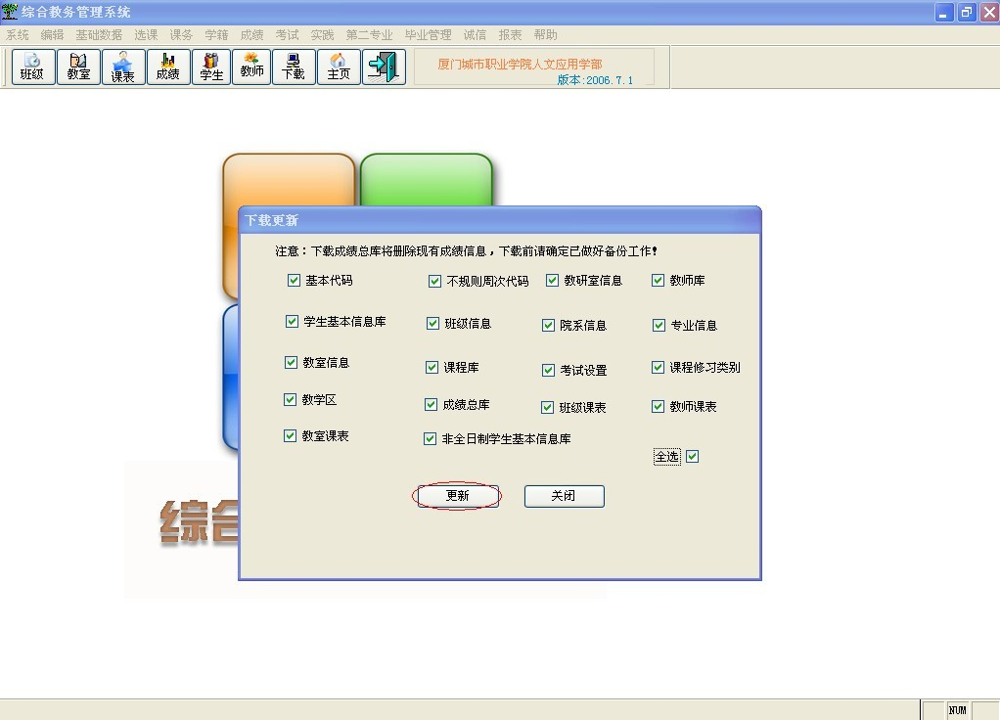 综合教务管理系统
系统 编辑 基础数据 选课 课务 学籍 成绩 考试 实践 第二专业 毕业管理 诚信 报表 帮助
班级 教室 课表 成绩 学生 教师 下载 主页
厦门城市职业学院人文应用学部
版本:2006.7.1
下载更新
注意：下载成绩总库将删除现有成绩信息，下载前请确定已做好备份工作！
基本代码 不规则周次代码 教研室信息 教师库
学生基本信息库 班级信息 院系信息 专业信息
教室信息 课程库 考试设置 课程修习类别
教学区 成绩总库 班级课表 教师课表
教室课表 非全日制学生基本信息库
全选
更新 关闭
综合
NUM